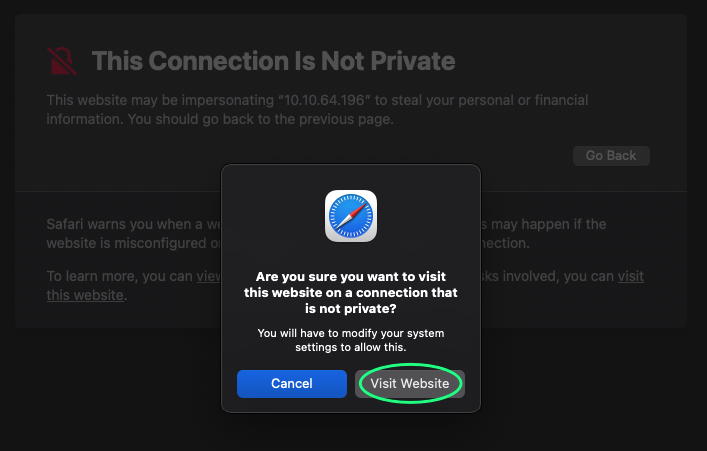 This Connection Is Not Private
This website may be impersonating “10.10.64.196” to steal your personal or financial
information. You should go back to the previous page.
Go Back
Safari warns you when a we
s may happen if the
website is misconfigured o
nnection.
To learn more, you can view
sks involved, you can visit
this website.
Are you sure you want to visit
this website on a connection that
is not private?
You will have to modify your system
settings to allow this.
Cancel
Visit Website